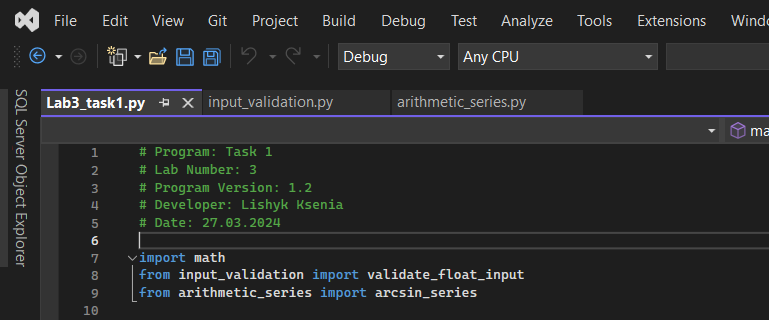 File Edit View Git Project Build Debug Test Analyze Tools Extensions Windo
Debug Any CPU
SQL Server Object Explorer
Lab3_task1.py input_validation.py arithmetic_series.py
ma
1 # Program: Task 1
2 # Lab Number: 3
3 # Program Version: 1.2
4 # Developer: Lishyk Ksenia
5 # Date: 27.03.2024
6
7 import math
8 from input_validation import validate_float_input
9 from arithmetic_series import arcsin_series
10